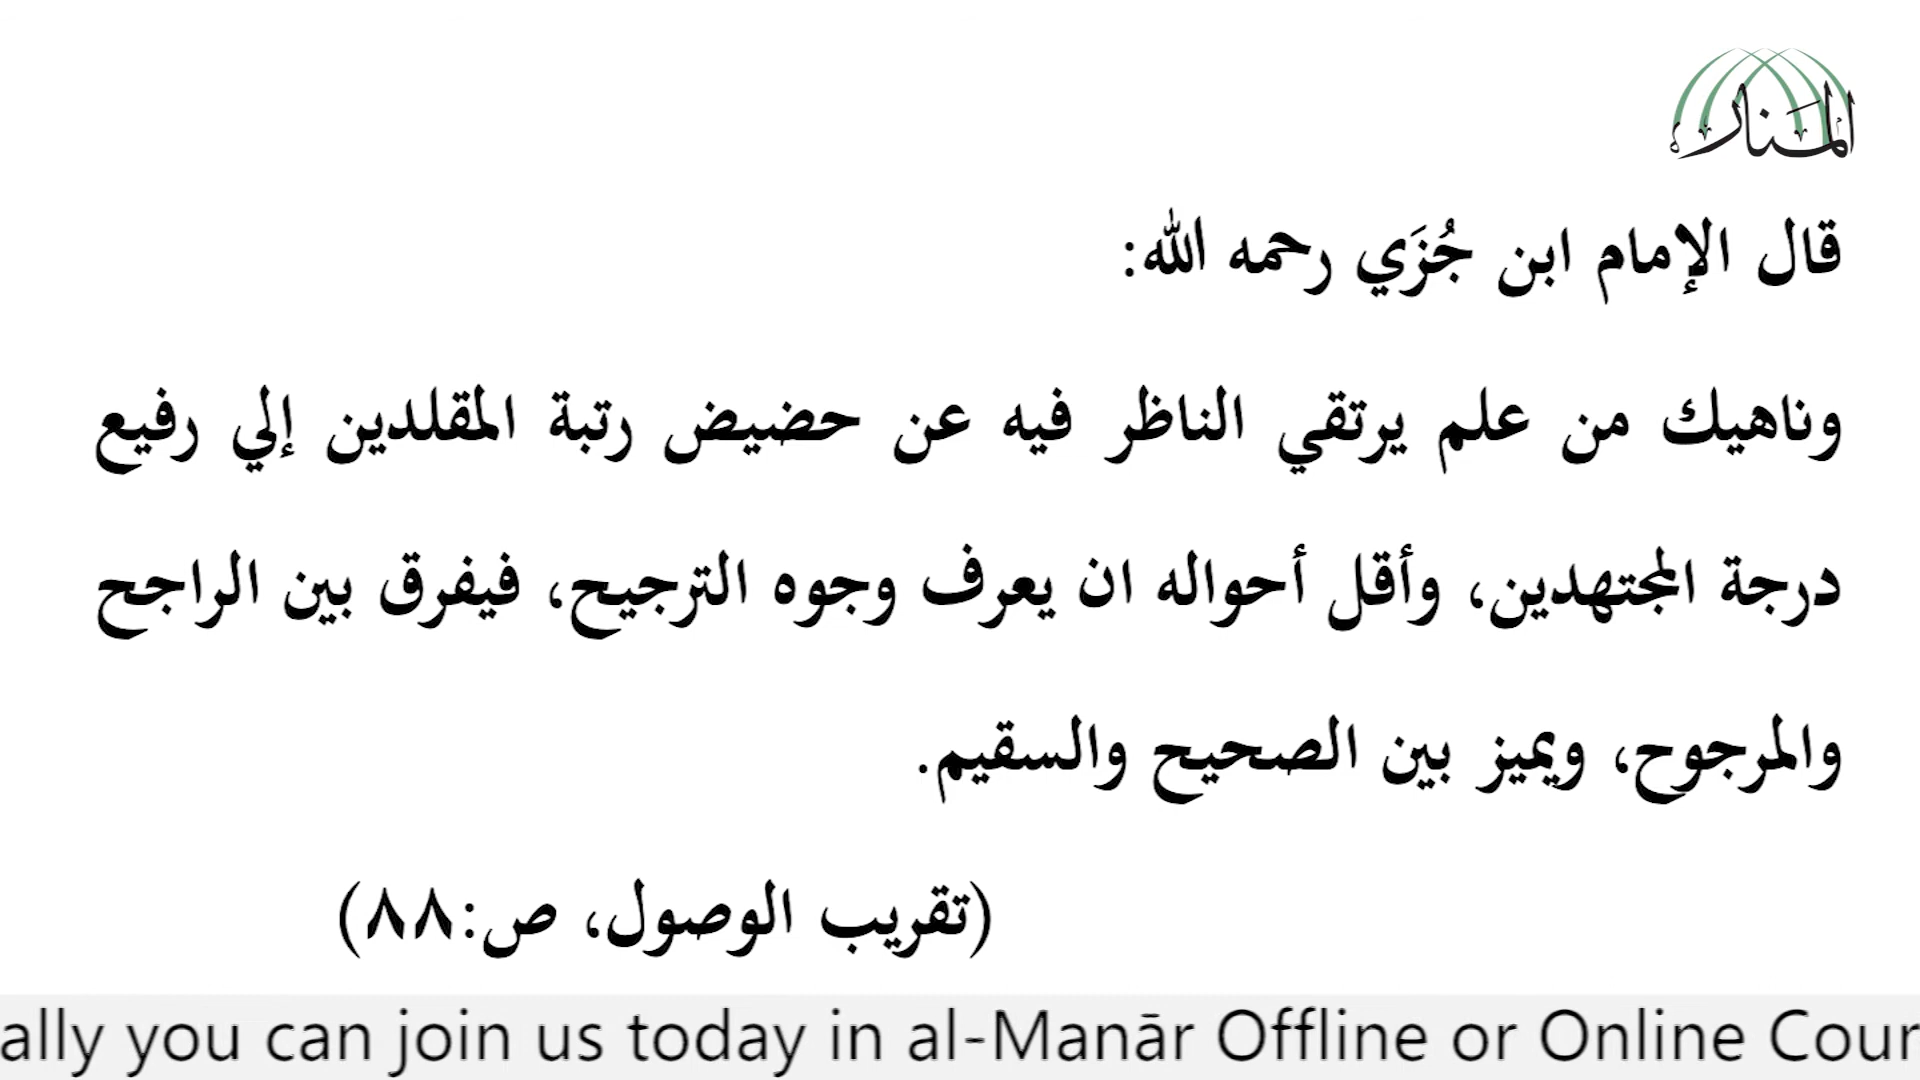 المنار
قال الإمام ابن جُزَي رحمه الله:
وناهيك من علم يرتقي الناظر فيه عن حضيض رتبة المقلدين إلي رفيع
درجة المجتهدين، وأقل أحواله ان يعرف وجوه الترجيح، فيفرق بين الراجح
والمرجوح، ويميز بين الصحيح والسقيم.
(تقريب الوصول، ص:٨٨)
ally you can join us today in al-Manār Offline or Online Cour